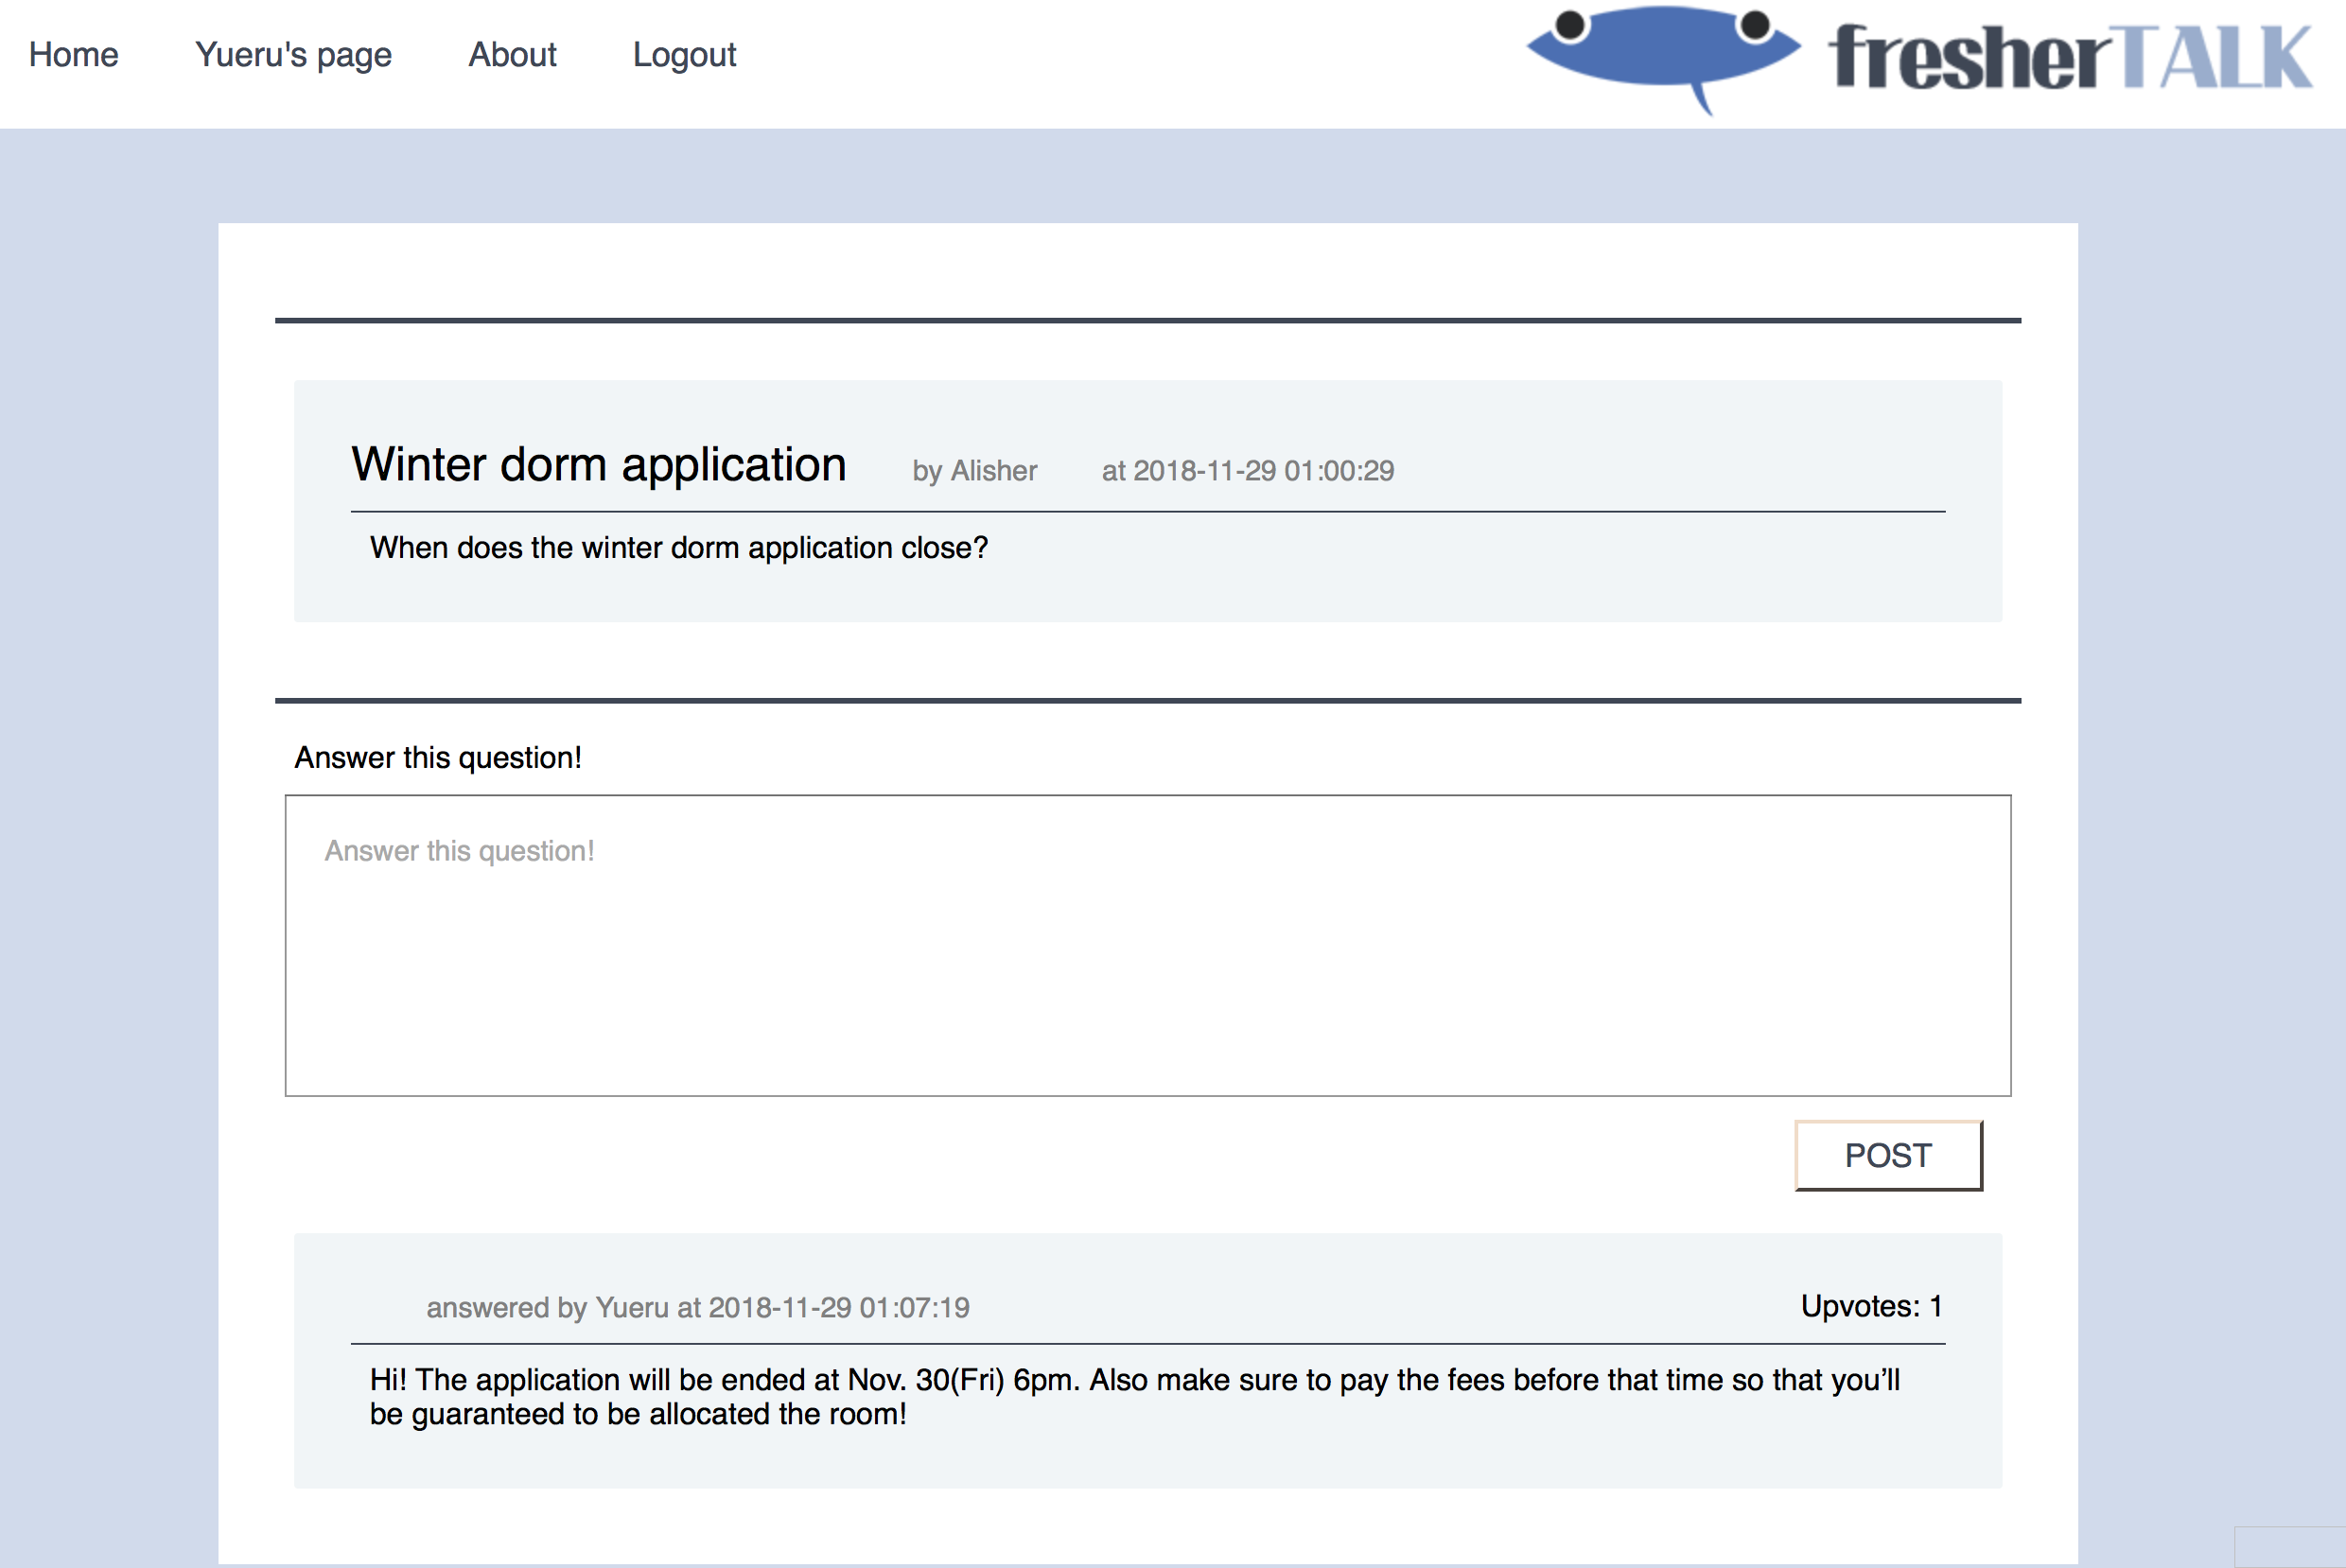 Home Yueru's page About Logout fresherTALK
Winter dorm application by Alisher at 2018-11-29 01:00:29
When does the winter dorm application close?
Answer this question!
Answer this question!
POST
answered by Yueru at 2018-11-29 01:07:19 Upvotes: 1
Hi! The application will be ended at Nov. 30(Fri) 6pm. Also make sure to pay the fees before that time so that you’ll
be guaranteed to be allocated the room!